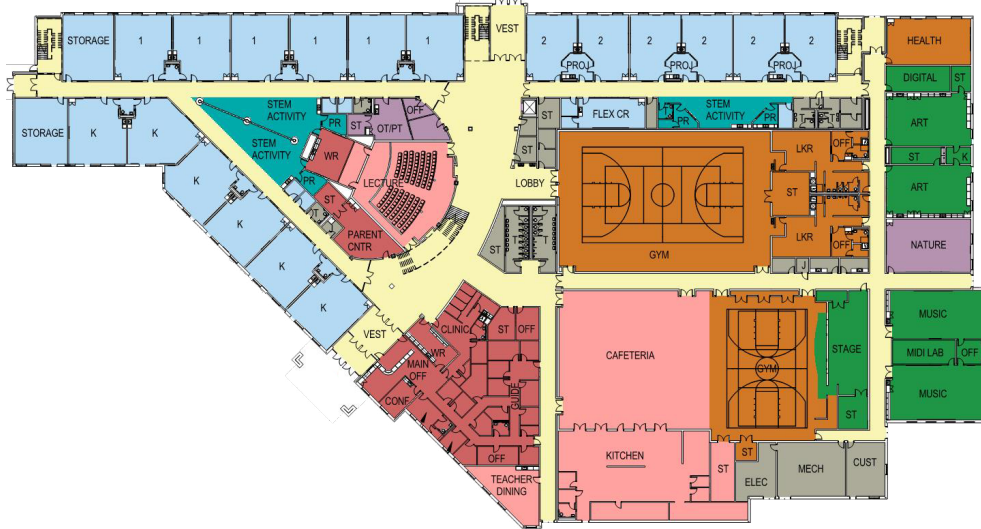 VEST
STORAGE
1
1
1
1
1
1
2
2
2
2
2
2
PROJ
PROJ
PROJ
HEALTH
DIGITAL
ST
STORAGE
K
K
STEM
ACTIVITY
PR
ST
OT/PT
OFF
ST
FLEX CR
STEM
ACTIVITY
PR
PR
ART
STEM
ACTIVITY
WR
ST
LKR
OFF
ST
K
K
PR
LECTURE
LOBBY
ST
ART
ST
K
PARENT
CNTR
ST
T
T
LKR
OFF
NATURE
GYM
J
K
K
VEST
CLINIC
ST
OFF
WR
MAIN
OFF
CAFETERIA
GYM
STAGE
MUSIC
MIDI LAB
OFF
CONF
GUIDE
ST
MUSIC
OFF
KITCHEN
ST
ST
ELEC
MECH
CUST
TEACHER
DINING